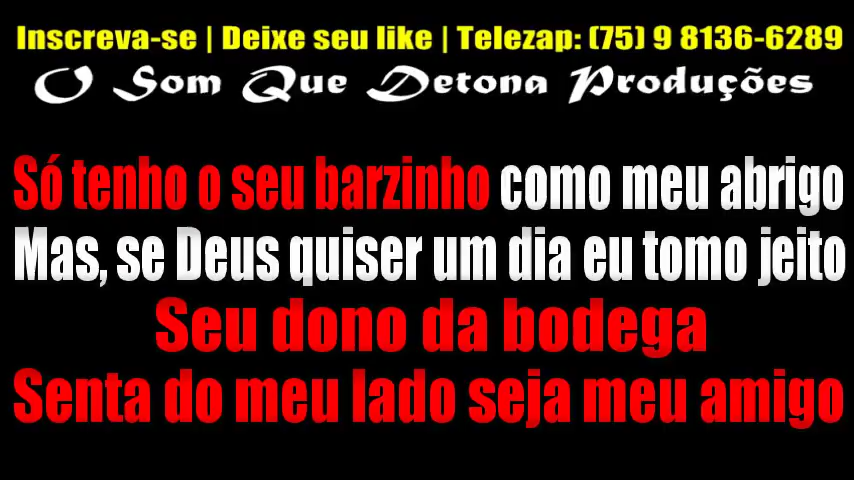 Inscreva-se | Deixe seu like | Telezap: (75) 9 8136-6289
O Som Que Detona Produções
Só tenho o seu barzinho como meu abrigo
Mas, se Deus quiser um dia eu tomo jeito
Seu dono da bodega
Senta do meu lado seja meu amigo